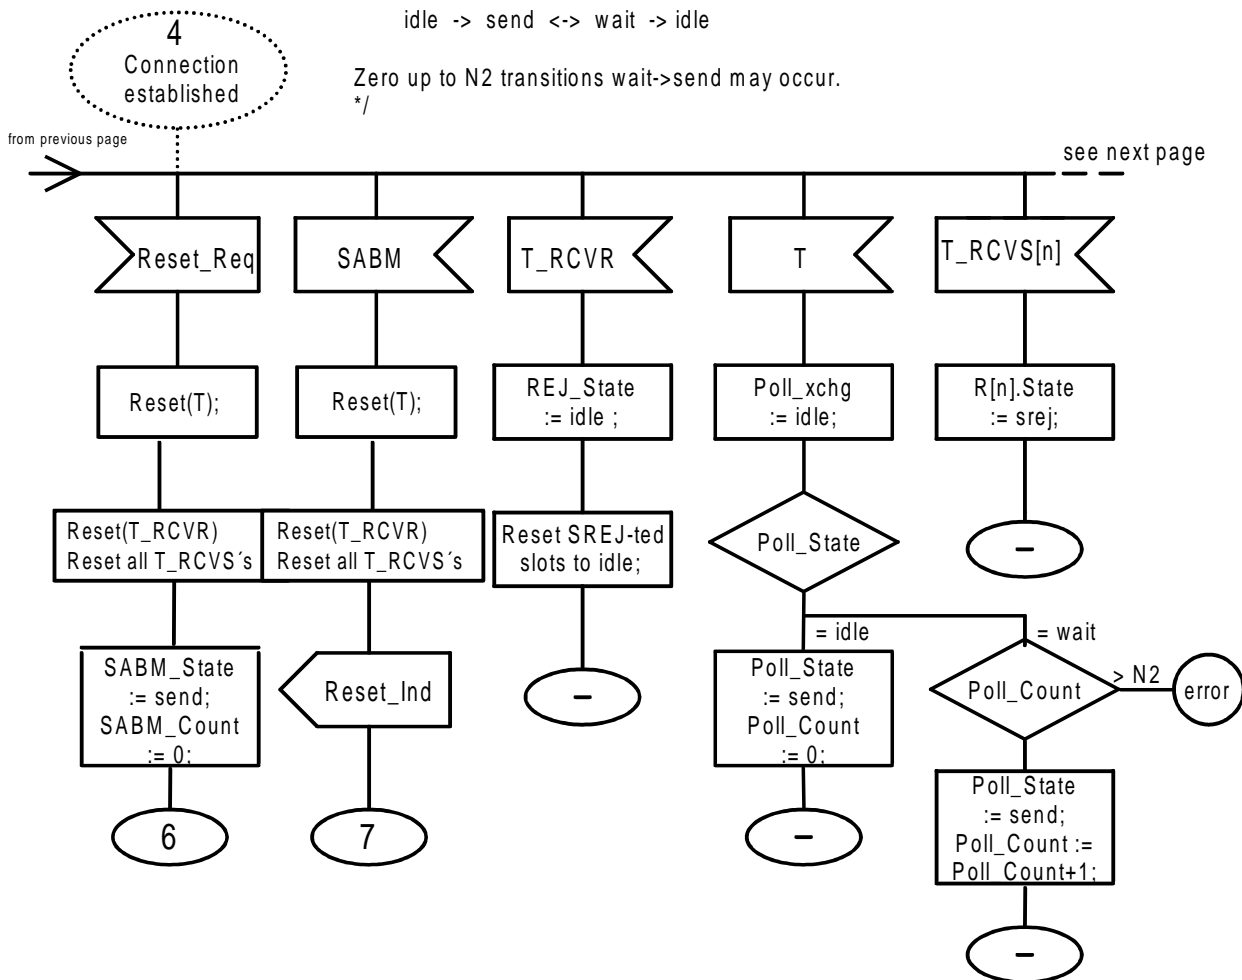 idle -> send <-> wait -> idle
4
Connection
established
Zero up to N2 transitions wait->send may occur.
*/
from previous page
see next page
Reset_Req
SABM
T_RCVR
T
T_RCVS[n]
Reset(T);
Reset(T);
REJ_State
:= idle ;
Poll_xchg
:= idle;
R[n].State
:= srej;
Reset(T_RCVR)
Reset all T_RCVS´s
Reset(T_RCVR)
Reset all T_RCVS´s
Reset SREJ-ted
slots to idle;
Poll_State
–
= idle
= wait
SABM_State
:= send;
SABM_Count
:= 0;
Reset_Ind
–
Poll_State
:= send;
Poll_Count
:= 0;
Poll_Count
> N2
error
6
7
–
Poll_State
:= send;
Poll_Count :=
Poll_Count+1;
–